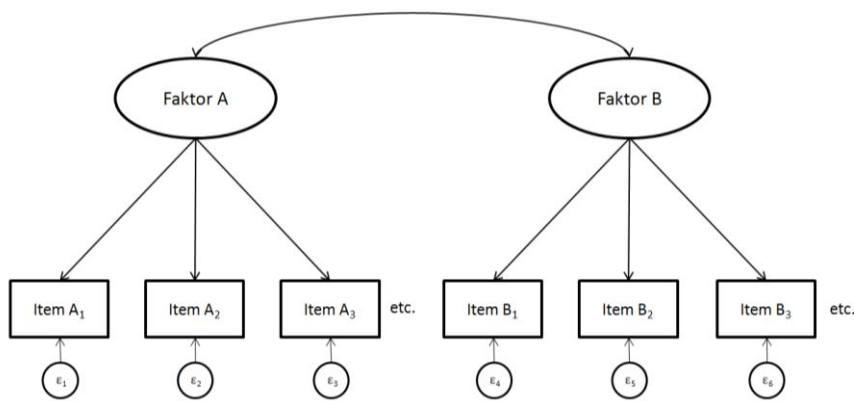 Faktor A
Faktor B
Item A₁
Item A₂
Item A₃
etc.
Item B₁
Item B₂
Item B₃
etc.
ε₁
ε₂
ε₃
ε₄
ε₅
ε₆